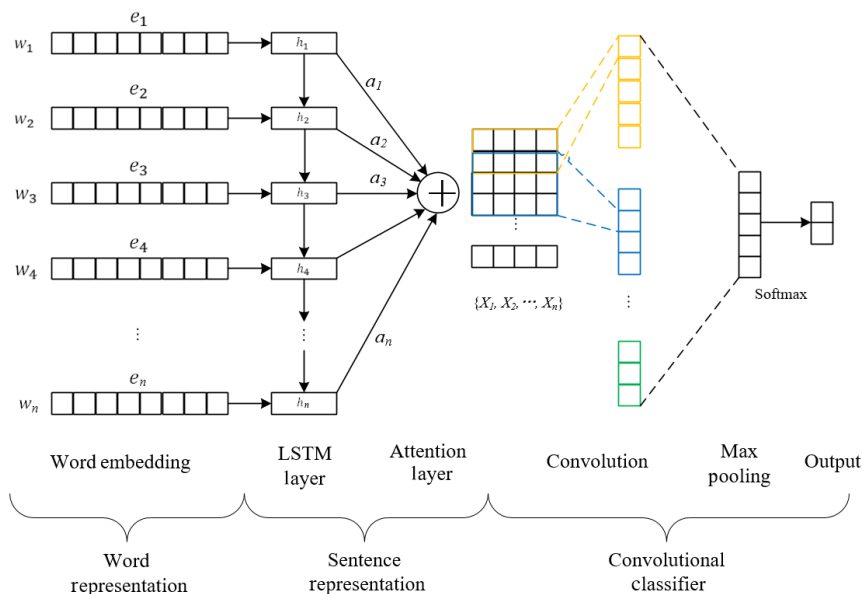 e₁
w₁
h₁
a₁
e₂
w₂
h₂
a₂
e₃
w₃
h₃
a₃
e₄
w₄
h₄
⋮
⋮
⋮
⋮
{X₁, X₂, ⋯, Xₙ}
Softmax
aₙ
eₙ
wₙ
hₙ
Word embedding
LSTM
layer
Attention
layer
Convolution
Max
pooling
Output
Word
representation
Sentence
representation
Convolutional
classifier